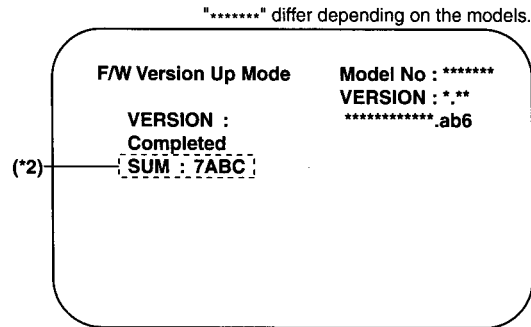 "*******" differ depending on the models.
F/W Version Up Mode
Model No : *******
VERSION : *.**
************.ab6
VERSION :
Completed
(*2) SUM : 7ABC